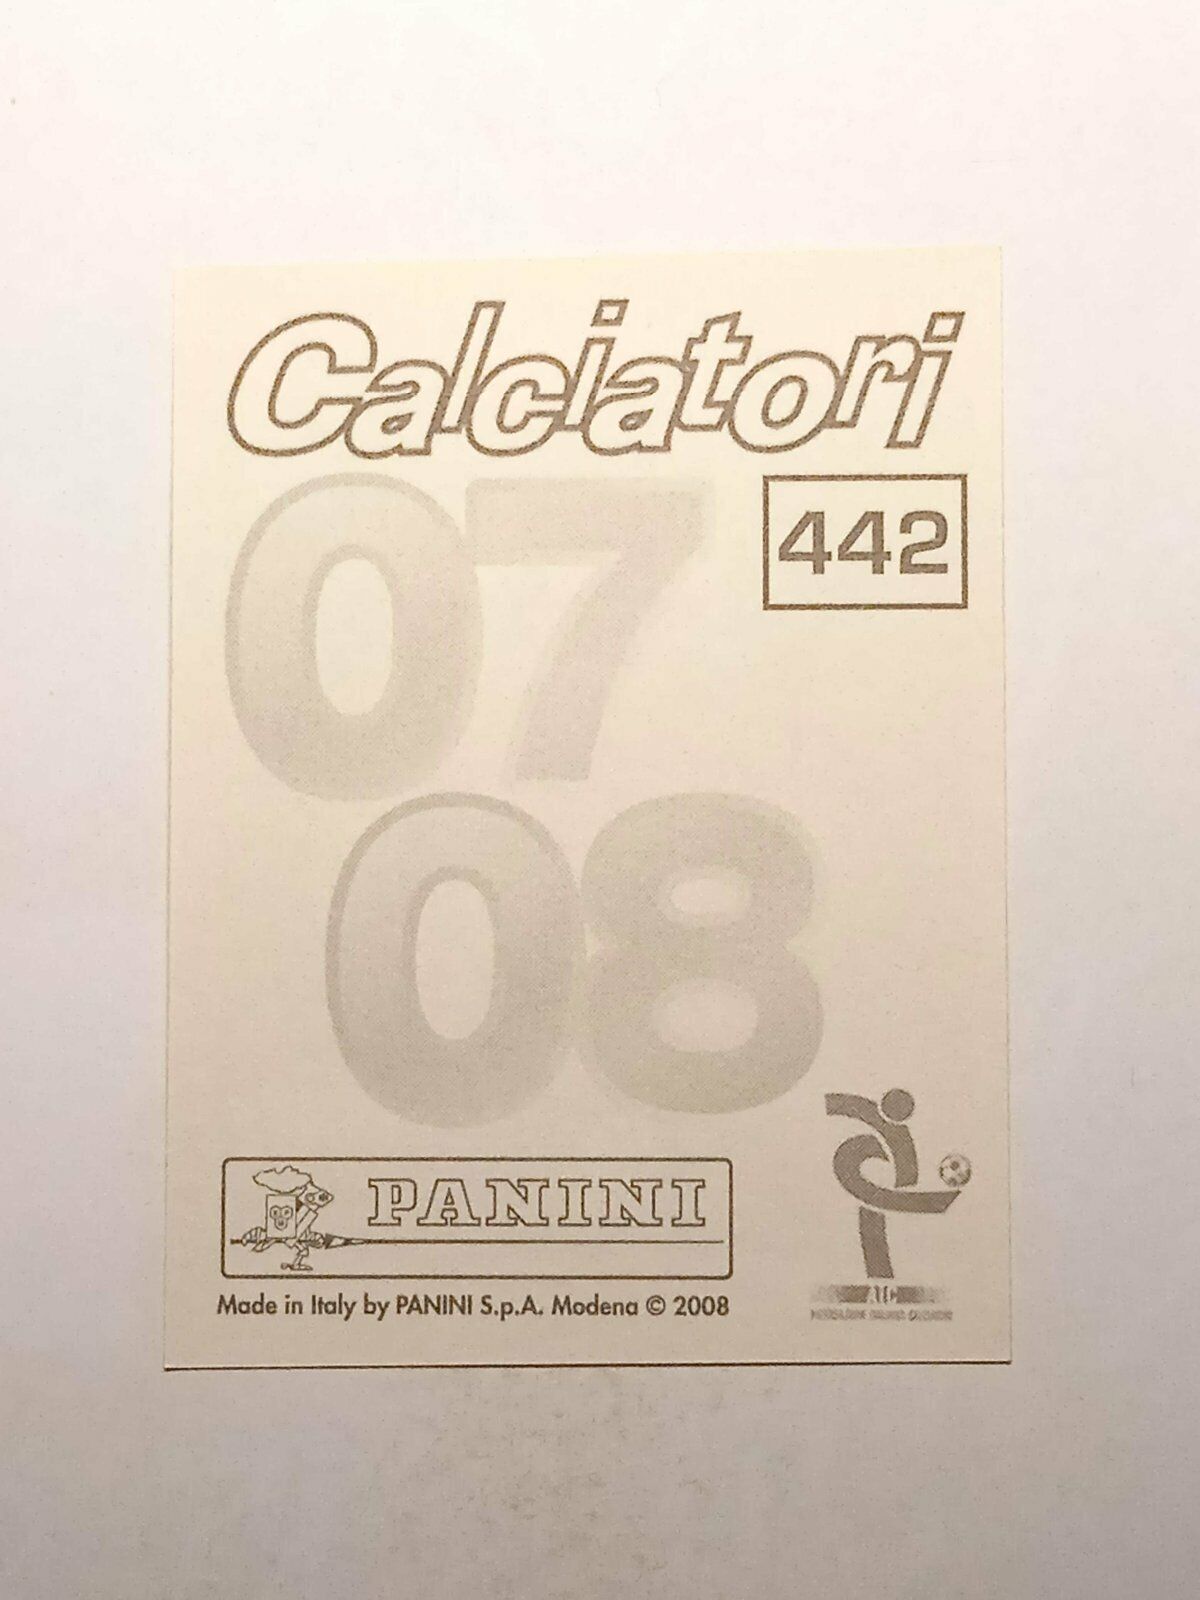 Calciatori
07
442
08
PANINI
Made in Italy by PANINI S.p.A. Modena © 2008